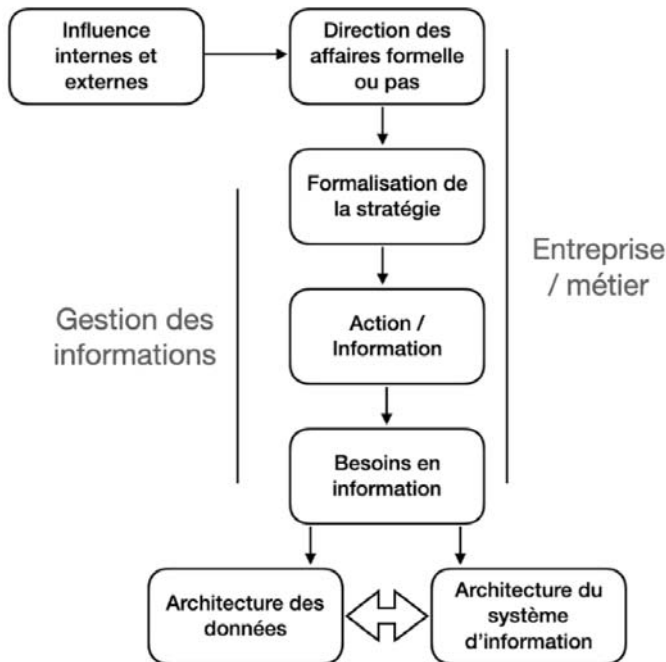 Influence
internes et
externes
Direction des
affaires formelle
ou pas
Formalisation de
la stratégie
Entreprise
/ métier
Gestion des
informations
Action /
Information
Besoins en
information
Architecture des
données
Architecture du
système
d'information